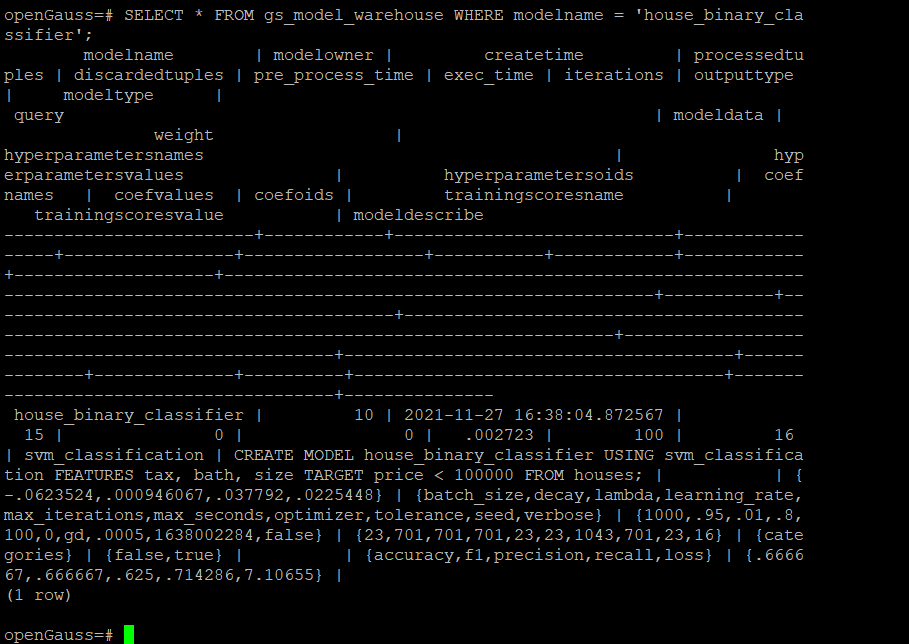 openGauss=# SELECT * FROM gs_model_warehouse WHERE modelname = 'house_binary_cla
ssifier';
        modelname        | modelowner |         createtime         | processedtu
ples | discardedtuples | pre_process_time | exec_time | iterations | outputtype
|     modeltype      |
 query                                                           | modeldata |
               weight                  |
hyperparametersnames                                         |               hyp
erparametersvalues               |          hyperparametersoids          |  coef
names   |  coefvalues  | coefoids |         trainingscoresname          |
   trainingscoresvalue           | modeldescribe
-------------------------+------------+----------------------------+------------
-----+-----------------+------------------+-----------+------------+------------
+--------------------+----------------------------------------------------------
-----------------------------------------------------------------+-----------+--
---------------------------------------+----------------------------------------
-------------------------------------------------------------+------------------
---------------------------------+---------------------------------------+------
--------+--------------+----------+-------------------------------------+-------
---------------------------------+---------------
 house_binary_classifier |         10 | 2021-11-27 16:38:04.872567 |
  15 |               0 |                0 |   .002723 |        100 |         16
| svm_classification | CREATE MODEL house_binary_classifier USING svm_classifica
tion FEATURES tax, bath, size TARGET price < 100000 FROM houses; |           | {
-.0623524,.000946067,.037792,.0225448} | {batch_size,decay,lambda,learning_rate,
max_iterations,max_seconds,optimizer,tolerance,seed,verbose} | {1000,.95,.01,.8,
100,0,gd,.0005,1638002284,false} | {23,701,701,701,23,23,1043,701,23,16} | {cate
gories} | {false,true} |          | {accuracy,f1,precision,recall,loss} | {.6666
67,.666667,.625,.714286,7.10655} |
(1 row)
openGauss=#